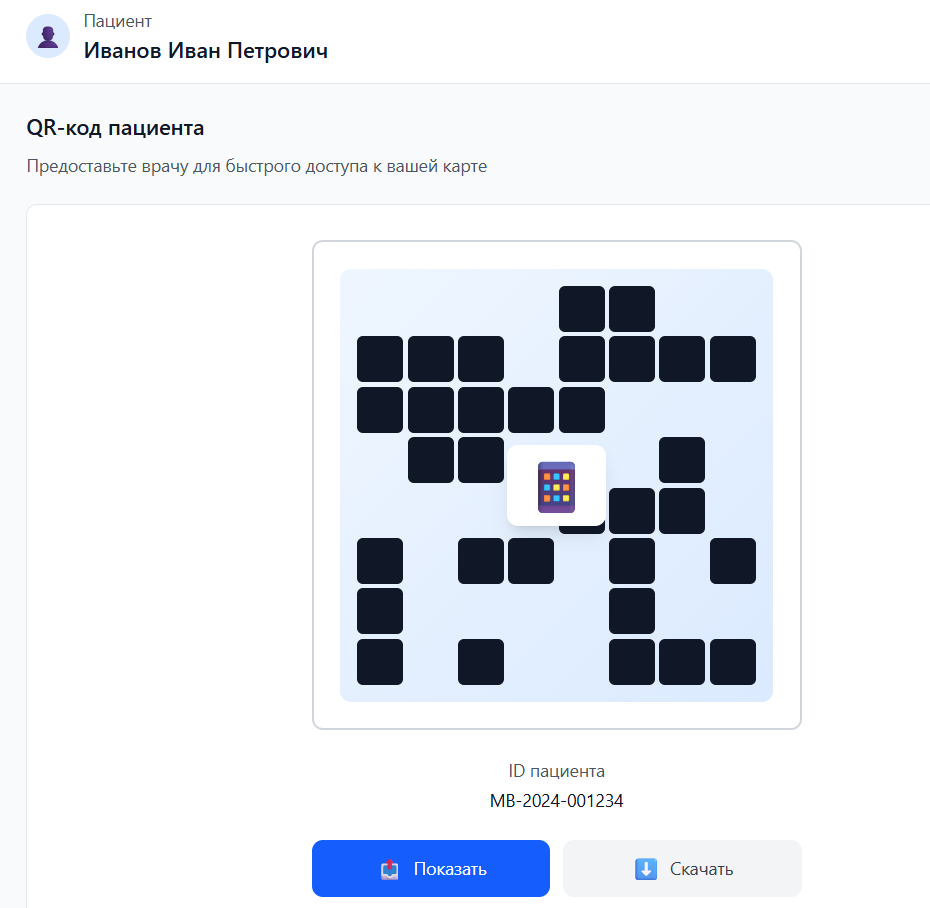 Пациент
Иванов Иван Петрович
QR-код пациента
Предоставьте врачу для быстрого доступа к вашей карте
ID пациента
MB-2024-001234
Показать
Скачать